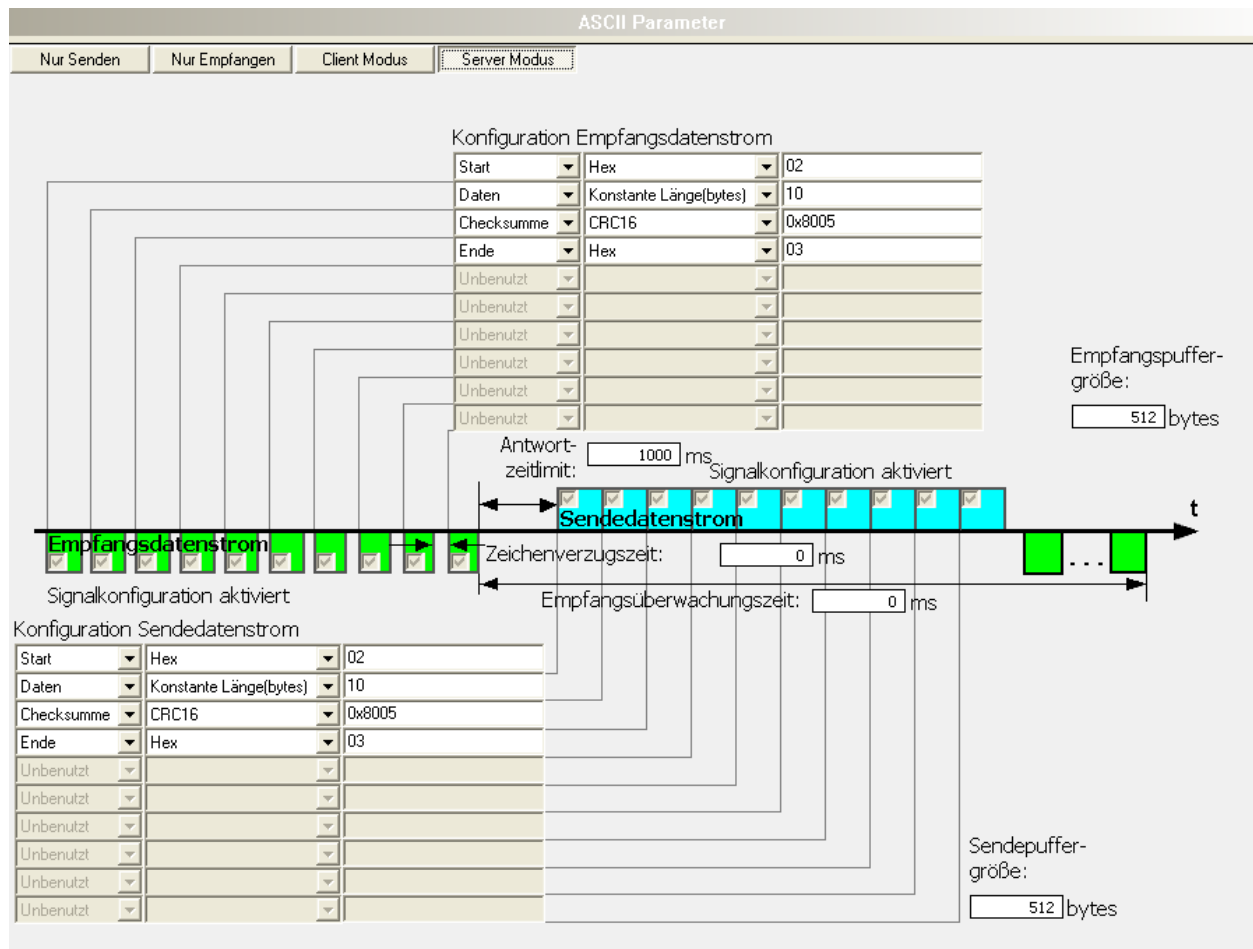 ASCII Parameter
Nur Senden Nur Empfangen Client Modus Server Modus
Konfiguration Empfangsdatenstrom
Start Hex 02
Daten Konstante Länge(bytes) 10
Checksumme CRC16 0x8005
Ende Hex 03
Unbenutzt
Unbenutzt
Unbenutzt
Unbenutzt
Unbenutzt
Unbenutzt
Empfangspuffer-
größe:
512 bytes
Antwort-
zeitlimit:
1000 ms
Signalkonfiguration aktiviert
Sendedatenstrom
t
Empfangsdatenstrom
Zeichenverzugszeit: 0 ms
...
Signalkonfiguration aktiviert
Empfangsüberwachungszeit: 0 ms
Konfiguration Sendedatenstrom
Start Hex 02
Daten Konstante Länge(bytes) 10
Checksumme CRC16 0x8005
Ende Hex 03
Unbenutzt
Unbenutzt
Unbenutzt
Unbenutzt
Unbenutzt
Unbenutzt
Sendepuffer-
größe:
512 bytes